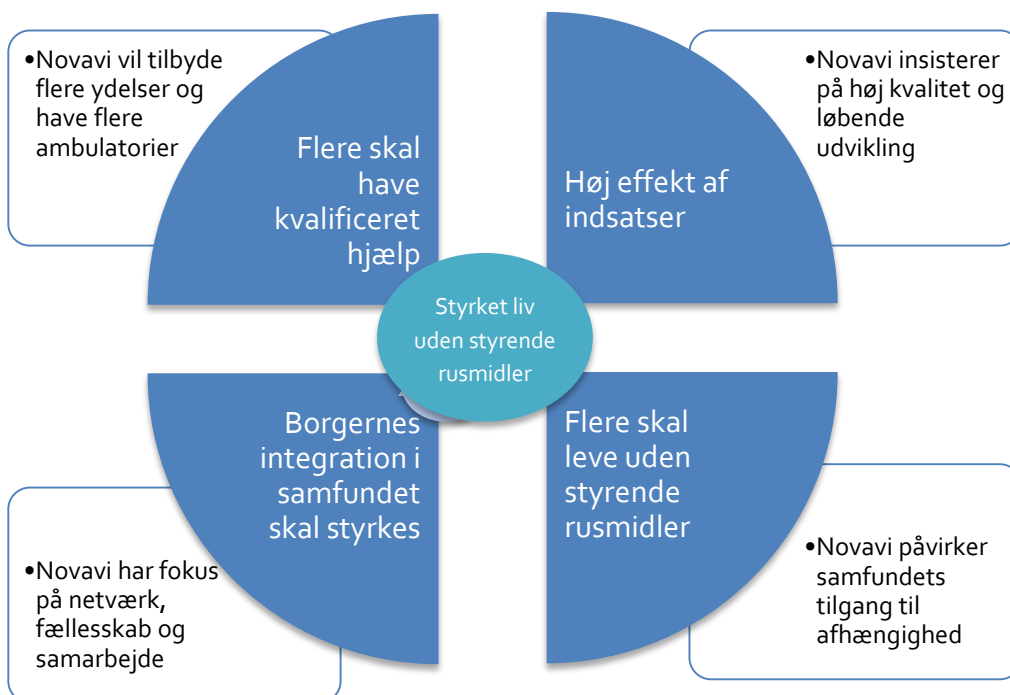 •Novavi vil tilbyde
flere ydelser og
have flere
ambulatorier
Flere skal
have
kvalificeret
hjælp
Høj effekt af
indsatser
•Novavi insisterer
på høj kvalitet og
løbende
udvikling
Styrket liv
uden styrende
rusmidler
Borgernes
integration i
samfundet
skal styrkes
•Novavi har fokus
på netværk,
fællesskab og
samarbejde
Flere skal
leve uden
styrende
rusmidler
•Novavi påvirker
samfundets
tilgang til
afhængighed